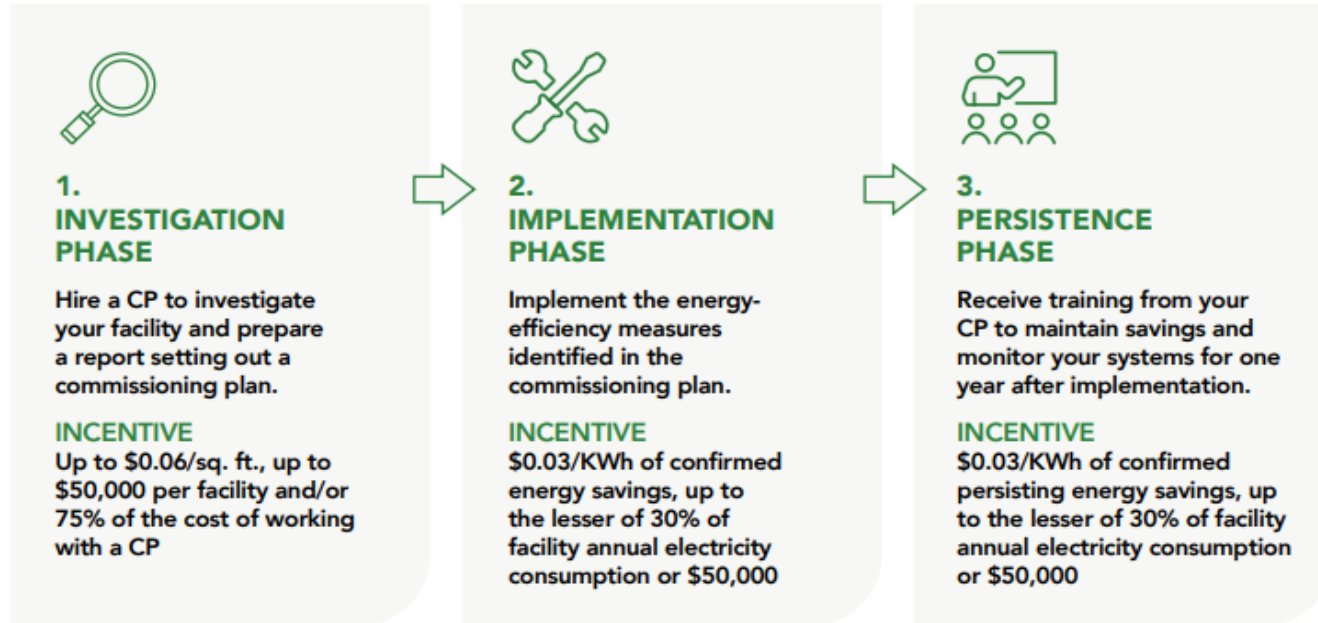 1.
INVESTIGATION
PHASE
Hire a CP to investigate
your facility and prepare
a report setting out a
commissioning plan.
INCENTIVE
Up to $0.06/sq. ft., up to
$50,000 per facility and/or
75% of the cost of working
with a CP
2.
IMPLEMENTATION
PHASE
Implement the energy-
efficiency measures
identified in the
commissioning plan.
INCENTIVE
$0.03/KWh of confirmed
energy savings, up to
the lesser of 30% of
facility annual electricity
consumption or $50,000
3.
PERSISTENCE
PHASE
Receive training from your
CP to maintain savings and
monitor your systems for one
year after implementation.
INCENTIVE
$0.03/KWh of confirmed
persisting energy savings, up
to the lesser of 30% of facility
annual electricity consumption
or $50,000